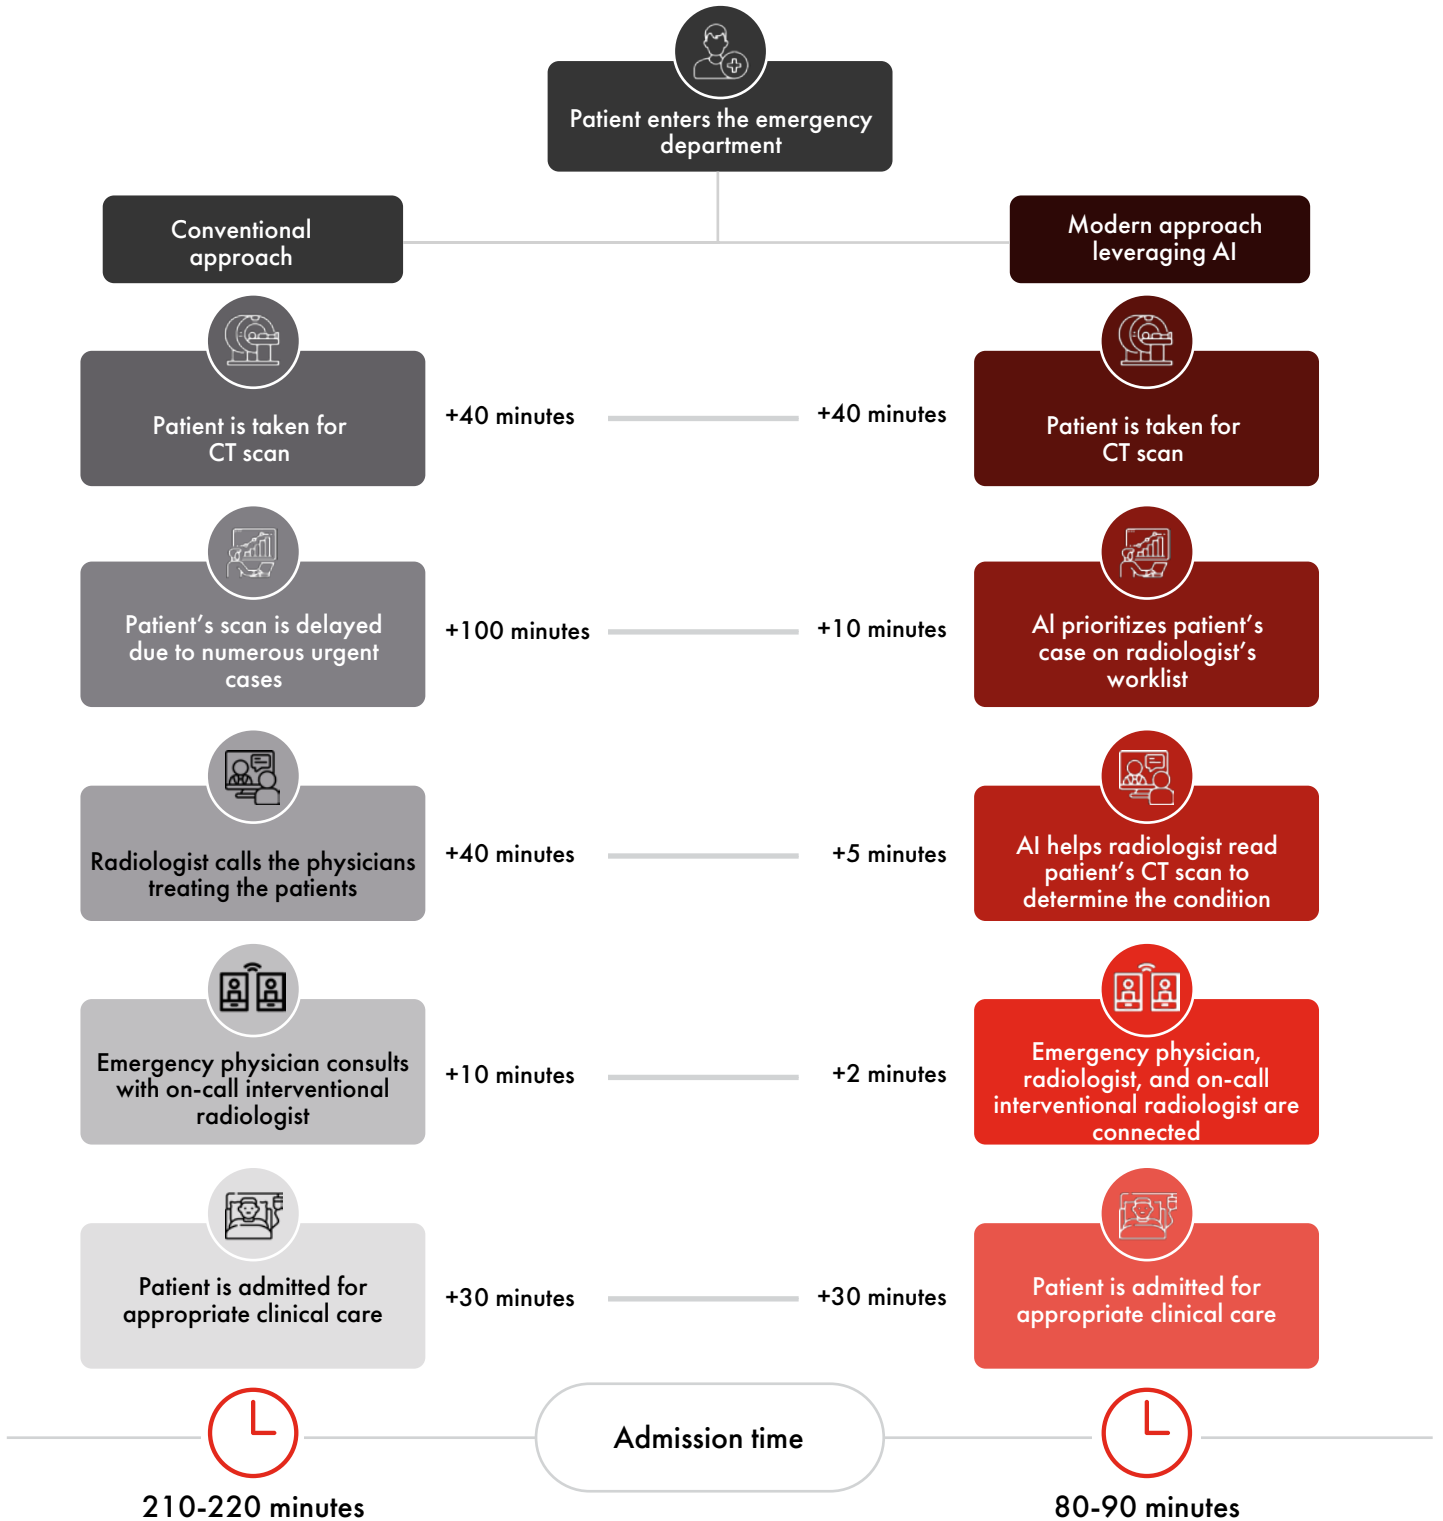 Patient enters the emergency
department
Conventional
approach
Modern approach
leveraging AI
Patient is taken for
CT scan
+40 minutes
+40 minutes
Patient is taken for
CT scan
Patient's scan is delayed
due to numerous urgent
cases
+100 minutes
+10 minutes
AI prioritizes patient's
case on radiologist's
worklist
Radiologist calls the physicians
treating the patients
+40 minutes
+5 minutes
AI helps radiologist read
patient's CT scan to
determine the condition
Emergency physician consults
with on-call interventional
radiologist
+10 minutes
+2 minutes
Emergency physician,
radiologist, and on-call
interventional radiologist are
connected
Patient is admitted for
appropriate clinical care
+30 minutes
+30 minutes
Patient is admitted for
appropriate clinical care
Admission time
210-220 minutes
80-90 minutes